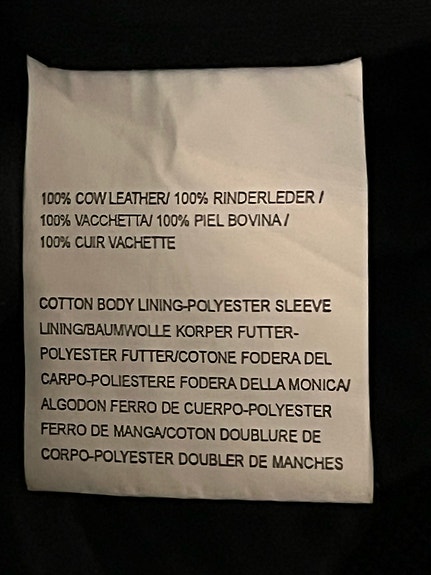 100% COW LEATHER/ 100% RINDERLEDER /
100% VACCHETTA/ 100% PIEL BOVINA /
100% CUIR VACHETTE
COTTON BODY LINING-POLYESTER SLEEVE
LINING/BAUMWOLLE KORPER FUTTER-
POLYESTER FUTTER/COTONE FODERA DEL
CARPO-POLIESTERE FODERA DELLA MONICA/
ALGODON FERRO DE CUERPO-POLYESTER
FERRO DE MANGA/COTON DOUBLURE DE
CORPO-POLYESTER DOUBLER DE MANCHES